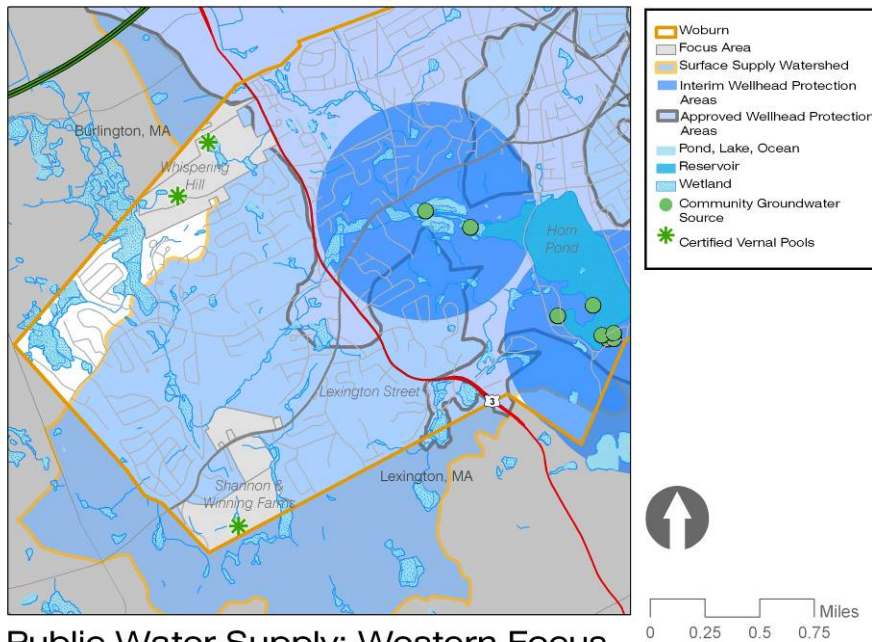 Burlington, MA
Whispering
Hill
Horn
Pond
Lexington Street
3
Lexington, MA
Shannon &
Winning Farms
Woburn
Focus Area
Surface Supply Watershed
Interim Wellhead Protection
Areas
Approved Wellhead Protection
Areas
Pond, Lake, Ocean
Reservoir
Wetland
Community Groundwater
Source
Certified Vernal Pools
Miles
0 0.25 0.5 0.75
Public Water Supply: Western Focus